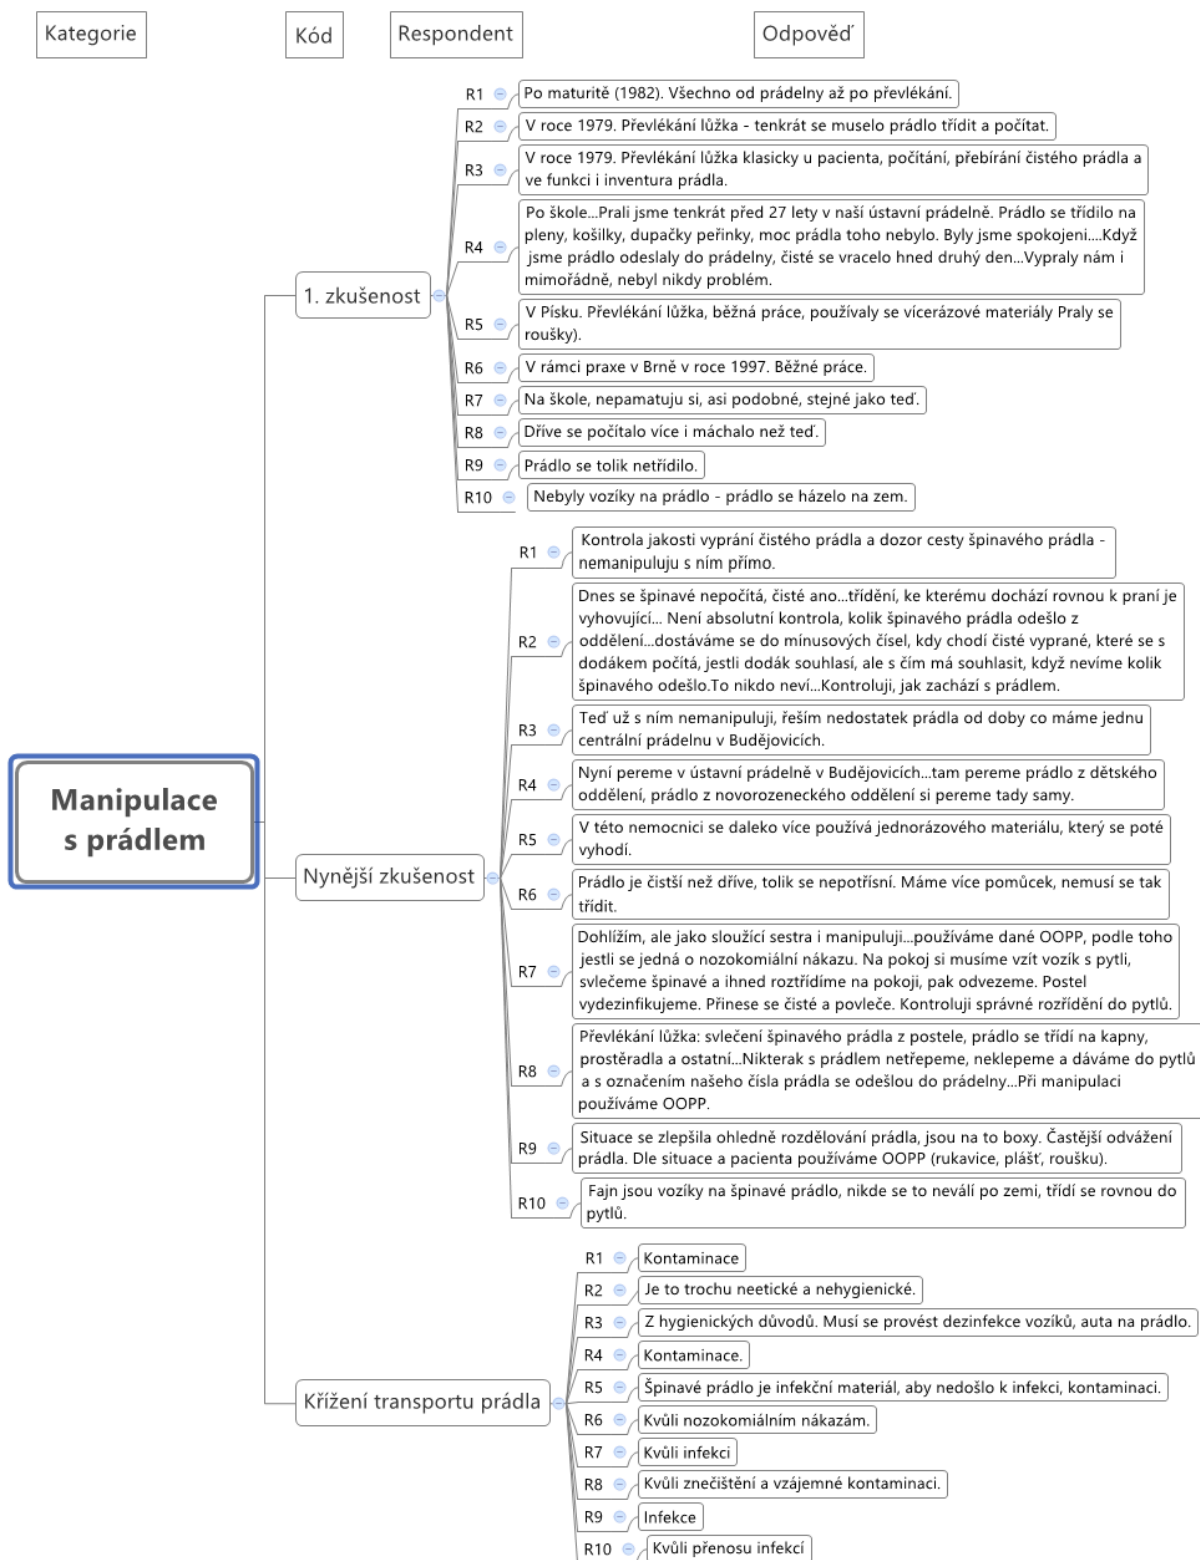 Kategorie
Kód
Respondent
Odpověď
Manipulace
s prádlem
1. zkušenost
R1
Po maturitě (1982). Všechno od prádelny až po převlékání.
R2
V roce 1979. Převlékání lůžka - tenkrát se muselo prádlo třídit a počítat.
R3
V roce 1979. Převlékání lůžka klasicky u pacienta, počítání, přebírání čistého prádla a
ve funkci i inventura prádla.
R4
Po škole...Prali jsme tenkrát před 27 lety v naší ústavní prádelně. Prádlo se třídilo na
pleny, košilky, dupačky peřinky, moc prádla toho nebylo. Byly jsme spokojeni....Když
jsme prádlo odeslaly do prádelny, čisté se vracelo hned druhý den...Vypraly nám i
mimořádně, nebyl nikdy problém.
R5
V Písku. Převlékání lůžka, běžná práce, používaly se vícerázové materiály Praly se
roušky).
R6
V rámci praxe v Brně v roce 1997. Běžné práce.
R7
Na škole, nepamatuju si, asi podobné, stejné jako teď.
R8
Dříve se počítalo více i máchalo než teď.
R9
Prádlo se tolik netřídilo.
R10
Nebyly vozíky na prádlo - prádlo se házelo na zem.
Nynější zkušenost
R1
Kontrola jakosti vyprání čistého prádla a dozor cesty špinavého prádla -
nemanipuluju s ním přímo.
R2
Dnes se špinavé nepočítá, čisté ano...třídění, ke kterému dochází rovnou k praní je
vyhovující... Není absolutní kontrola, kolik špinavého prádla odešlo z
oddělení...dostáváme se do mínusových čísel, kdy chodí čisté vyprané, které se s
dodákem počítá, jestli dodák souhlasí, ale s čím má souhlasit, když nevíme kolik
špinavého odešlo.To nikdo neví...Kontroluji, jak zachází s prádlem.
R3
Teď už s ním nemanipuluji, řeším nedostatek prádla od doby co máme jednu
centrální prádelnu v Budějovicích.
R4
Nyní pereme v ústavní prádelně v Budějovicích...tam pereme prádlo z dětského
oddělení, prádlo z novorozeneckého oddělení si pereme tady samy.
R5
V této nemocnici se daleko více používá jednorázového materiálu, který se poté
vyhodí.
R6
Prádlo je čistší než dříve, tolik se nepotřísní. Máme více pomůcek, nemusí se tak
třídit.
R7
Dohlížím, ale jako sloužící sestra i manipuluji...používáme dané OOPP, podle toho
jestli se jedná o nozokomiální nákazu. Na pokoj si musíme vzít vozík s pytli,
svlečeme špinavé a ihned roztřídíme na pokoji, pak odvezeme. Postel
vydezinfikujeme. Přinese se čisté a povleče. Kontroluji správné rozřídění do pytlů.
R8
Převlékání lůžka: svlečení špinavého prádla z postele, prádlo se třídí na kapny,
prostěradla a ostatní...Nikterak s prádlem netřepeme, neklepeme a dáváme do pytlů
a s označením našeho čísla prádla se odešlou do prádelny...Při manipulaci
používáme OOPP.
R9
Situace se zlepšila ohledně rozdělování prádla, jsou na to boxy. Častější odvážení
prádla. Dle situace a pacienta používáme OOPP (rukavice, plášť, roušku).
R10
Fajn jsou vozíky na špinavé prádlo, nikde se to neválí po zemi, třídí se rovnou do
pytlů.
Křížení transportu prádla
R1
Kontaminace
R2
Je to trochu neetické a nehygienické.
R3
Z hygienických důvodů. Musí se provést dezinfekce vozíků, auta na prádlo.
R4
Kontaminace.
R5
Špinavé prádlo je infekční materiál, aby nedošlo k infekci, kontaminaci.
R6
Kvůli nozokomiálním nákazám.
R7
Kvůli infekci
R8
Kvůli znečištění a vzájemné kontaminaci.
R9
Infekce
R10
Kvůli přenosu infekcí